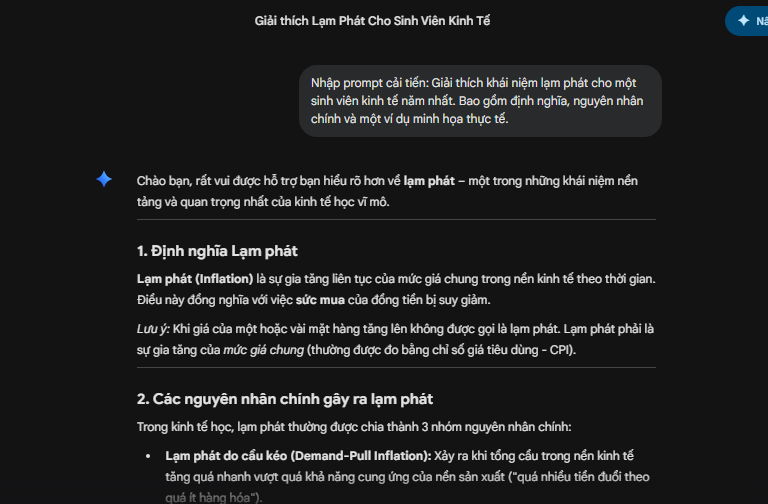 Giải thích Lạm Phát Cho Sinh Viên Kinh Tế
Nhập prompt cải tiến: Giải thích khái niệm lạm phát cho một
sinh viên kinh tế năm nhất. Bao gồm định nghĩa, nguyên nhân
chính và một ví dụ minh họa thực tế.
Chào bạn, rất vui được hỗ trợ bạn hiểu rõ hơn về lạm phát – một trong những khái niệm nền
tảng và quan trọng nhất của kinh tế học vĩ mô.
1. Định nghĩa Lạm phát
Lạm phát (Inflation) là sự gia tăng liên tục của mức giá chung trong nền kinh tế theo thời gian.
Điều này đồng nghĩa với việc sức mua của đồng tiền bị suy giảm.
Lưu ý: Khi giá của một hoặc vài mặt hàng tăng lên không được gọi là lạm phát. Lạm phát phải là
sự gia tăng của mức giá chung (thường được đo bằng chỉ số giá tiêu dùng - CPI).
2. Các nguyên nhân chính gây ra lạm phát
Trong kinh tế học, lạm phát thường được chia thành 3 nhóm nguyên nhân chính:
• Lạm phát do cầu kéo (Demand-Pull Inflation): Xảy ra khi tổng cầu trong nền kinh tế
tăng quá nhanh vượt quá khả năng cung ứng của nền sản xuất ("quá nhiều tiền đuổi theo
quá ít hàng hóa").